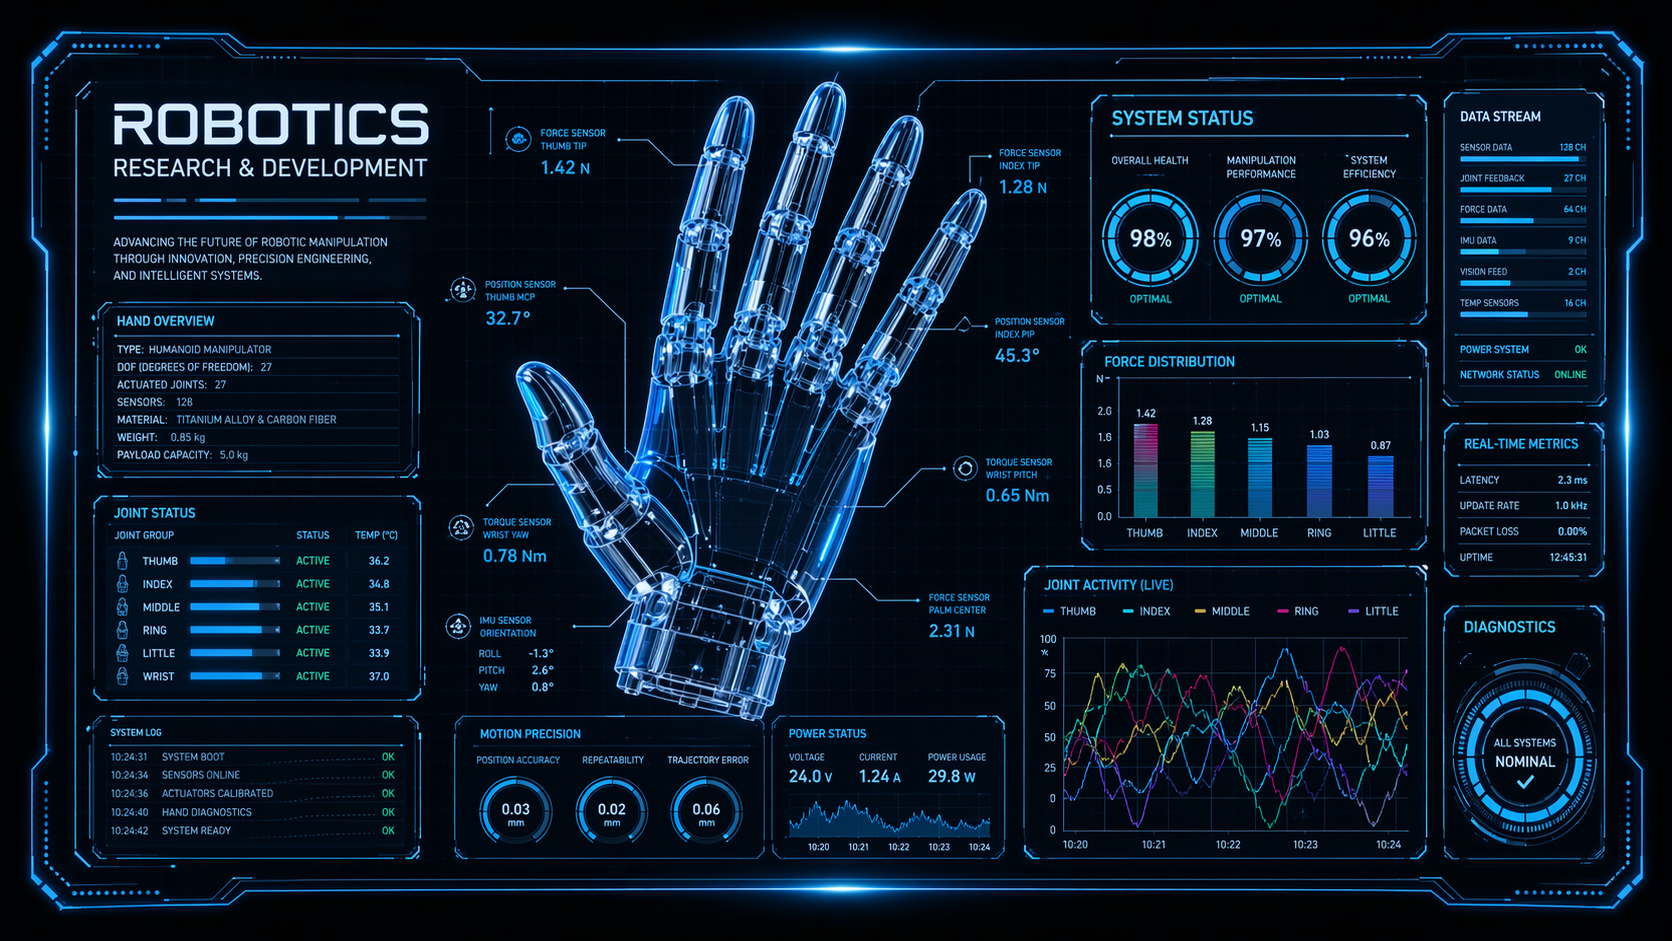 ROBOTICS
RESEARCH & DEVELOPMENT
ADVANCING THE FUTURE OF ROBOTIC MANIPULATION
THROUGH INNOVATION, PRECISION ENGINEERING,
AND INTELLIGENT SYSTEMS.
HAND OVERVIEW
TYPE: HUMANOID MANIPULATOR
DOF (DEGREES OF FREEDOM): 27
ACTUATED JOINTS: 27
SENSORS: 128
MATERIAL: TITANIUM ALLOY & CARBON FIBER
WEIGHT: 0.85 kg
PAYLOAD CAPACITY: 5.0 kg
JOINT STATUS
JOINT GROUP STATUS TEMP (°C)
THUMB ACTIVE 36.2
INDEX ACTIVE 34.8
MIDDLE ACTIVE 35.1
RING ACTIVE 33.7
LITTLE ACTIVE 33.9
WRIST ACTIVE 37.0
SYSTEM LOG
10:24:31 SYSTEM BOOT OK
10:24:34 SENSORS ONLINE OK
10:24:36 ACTUATORS CALIBRATED OK
10:24:40 HAND DIAGNOSTICS OK
10:24:42 SYSTEM READY OK
FORCE SENSOR
THUMB TIP
1.42 N
POSITION SENSOR
THUMB MCP
32.7°
TORQUE SENSOR
WRIST YAW
0.78 Nm
IMU SENSOR
ORIENTATION
ROLL -1.3°
PITCH 2.6°
YAW 0.8°
FORCE SENSOR
INDEX TIP
1.28 N
POSITION SENSOR
INDEX PIP
45.3°
TORQUE SENSOR
WRIST PITCH
0.65 Nm
FORCE SENSOR
PALM CENTER
2.31 N
MOTION PRECISION
POSITION ACCURACY REPEATABILITY TRAJECTORY ERROR
0.03 0.02 0.06
mm mm mm
POWER STATUS
VOLTAGE CURRENT POWER USAGE
24.0 V 1.24 A 29.8 W
10:20 10:21 10:22 10:23 10:24
SYSTEM STATUS
OVERALL HEALTH
MANIPULATION
PERFORMANCE
SYSTEM
EFFICIENCY
98% 97% 96%
OPTIMAL OPTIMAL OPTIMAL
FORCE DISTRIBUTION
N
2.0
1.6
1.6
0.5
0.0
1.42 1.28 1.15 1.03 0.87
THUMB INDEX MIDDLE RING LITTLE
JOINT ACTIVITY (LIVE)
THUMB INDEX MIDDLE RING LITTLE
100
%
75
50
50
25
0
0
10:20 10:21 10:22 10:23 10:24
DATA STREAM
SENSOR DATA 128 CH
JOINT FEEDBACK 27 CH
FORCE DATA 64 CH
IMU DATA 9 CH
VISION FEED 2 CH
TEMP SENSORS 16 CH
POWER SYSTEM OK
NETWORK STATUS ONLINE
REAL-TIME METRICS
LATENCY 2.3 ms
UPDATE RATE 1.0 kHz
PACKET LOSS 0.00%
UPTIME 12:45:31
DIAGNOSTICS
ALL SYSTEMS
NOMINAL